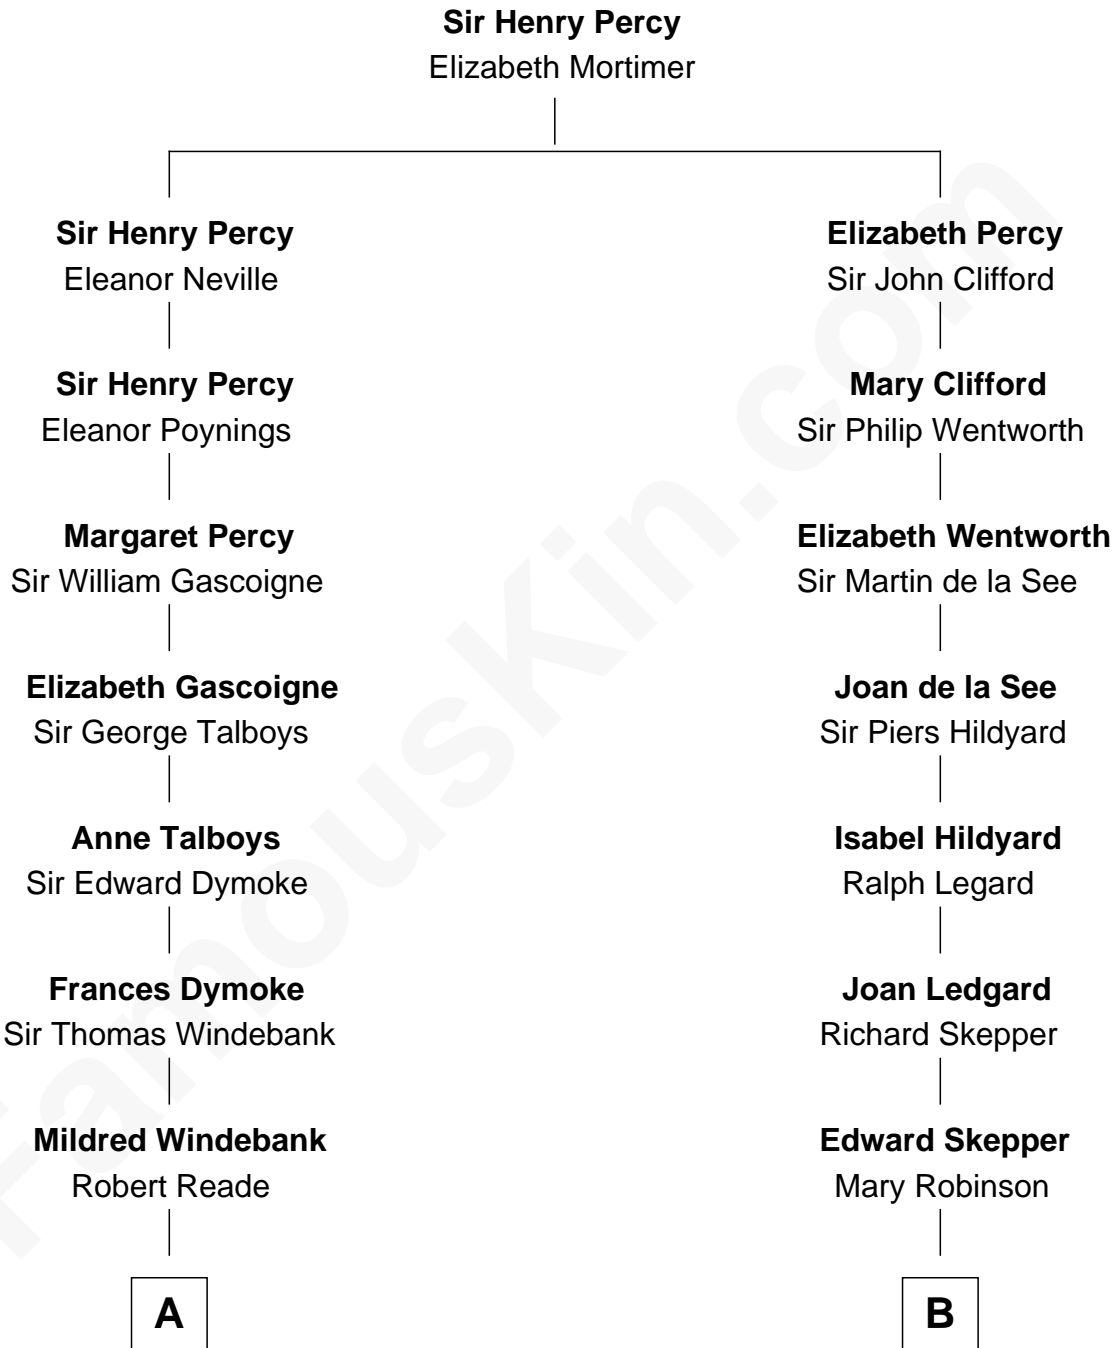 Sir Henry Percy
Elizabeth Mortimer
Sir Henry Percy
Eleanor Neville
Sir Henry Percy
Eleanor Poynings
Margaret Percy
Sir William Gascoigne
Elizabeth Gascoigne
Sir George Talboys
Anne Talboys
Sir Edward Dymoke
Frances Dymoke
Sir Thomas Windebank
Mildred Windebank
Robert Reade
A
Elizabeth Percy
Sir John Clifford
Mary Clifford
Sir Philip Wentworth
Elizabeth Wentworth
Sir Martin de la See
Joan de la See
Sir Piers Hildyard
Isabel Hildyard
Ralph Legard
Joan Ledgard
Richard Skepper
Edward Skepper
Mary Robinson
B
FamousKin.com